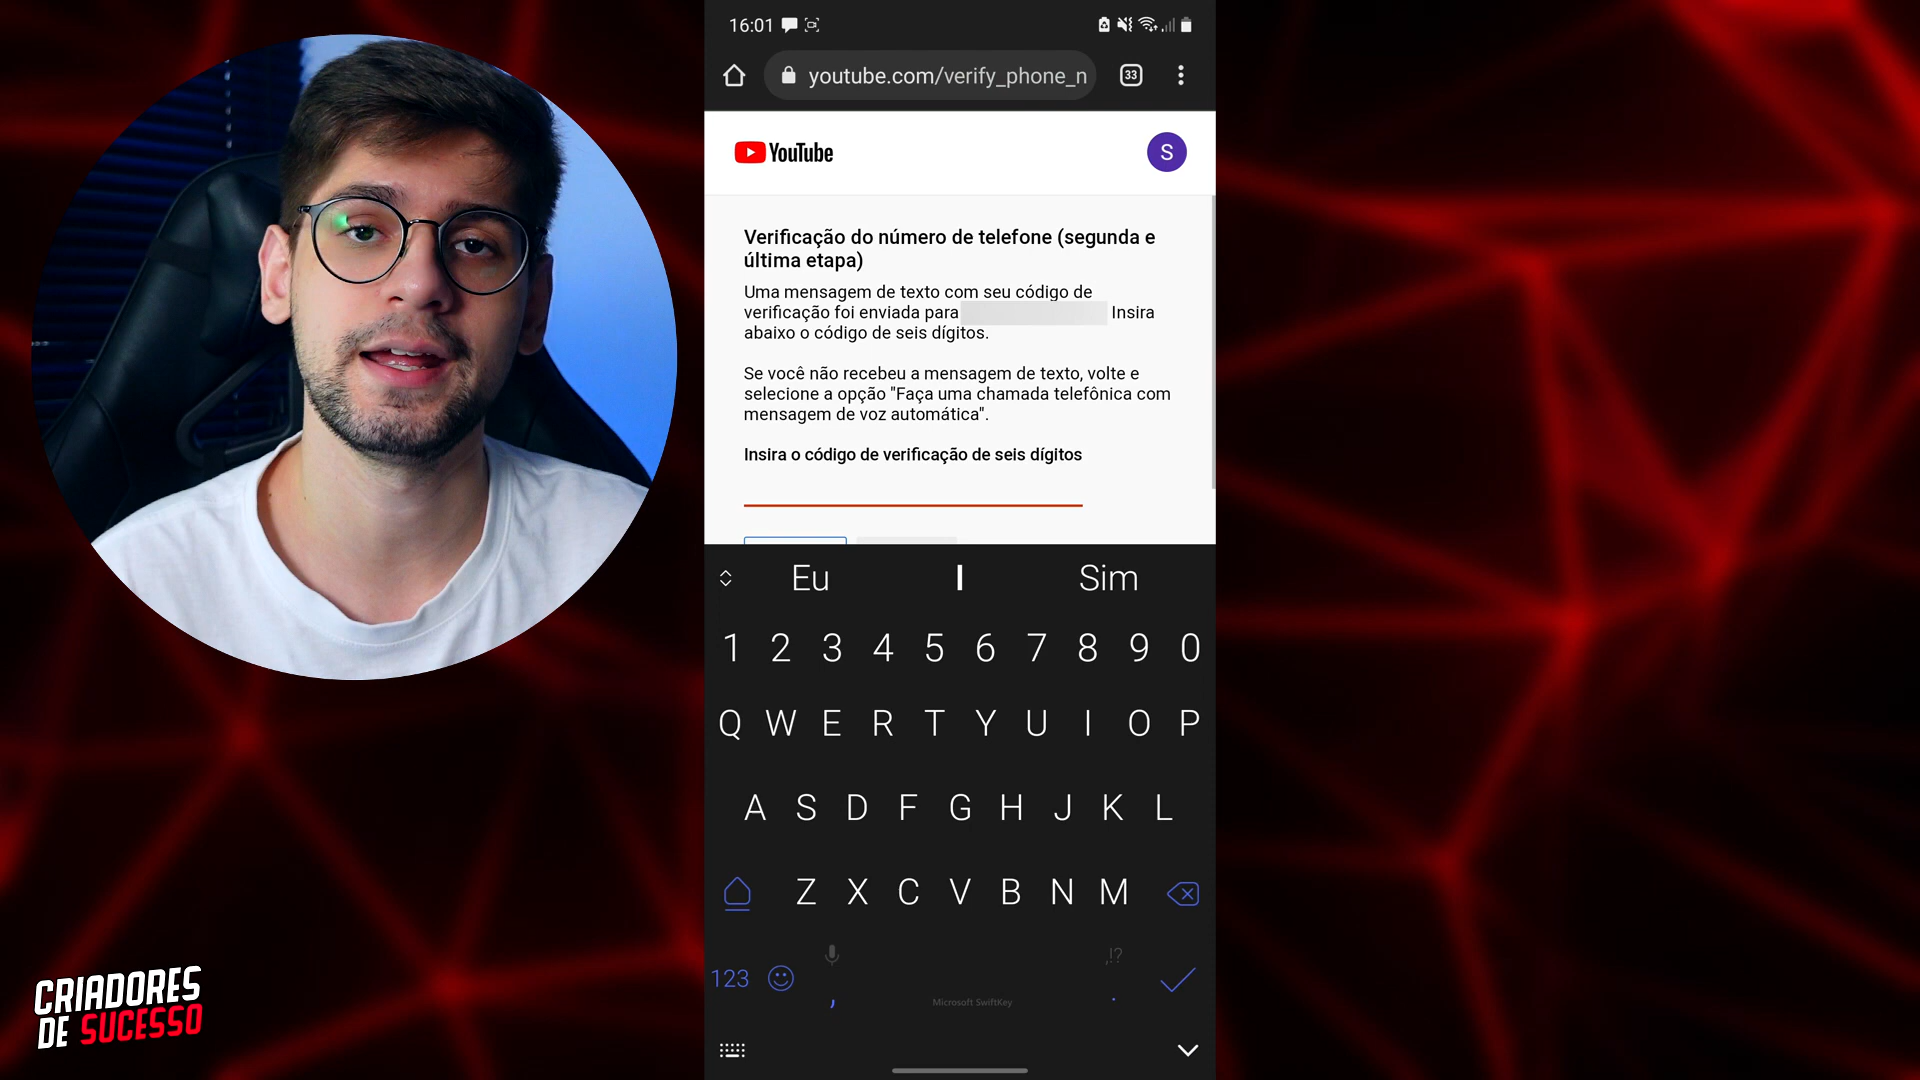 16:01
youtube.com/verify_phone_n
33
YouTube
S
Verificação do número de telefone (segunda e
última etapa)
Uma mensagem de texto com seu código de
verificação foi enviada para Insira
abaixo o código de seis dígitos.
Se você não recebeu a mensagem de texto, volte e
selecione a opção "Faça uma chamada telefônica com
mensagem de voz automática".
Insira o código de verificação de seis dígitos
Eu I Sim
1 2 3 4 5 6 7 8 9 0
Q W E R T Y U I O P
A S D F G H J K L
Z X C V B N M
,!?
123 , .
Microsoft SwiftKey
CRIADORES
DE SUCESSO